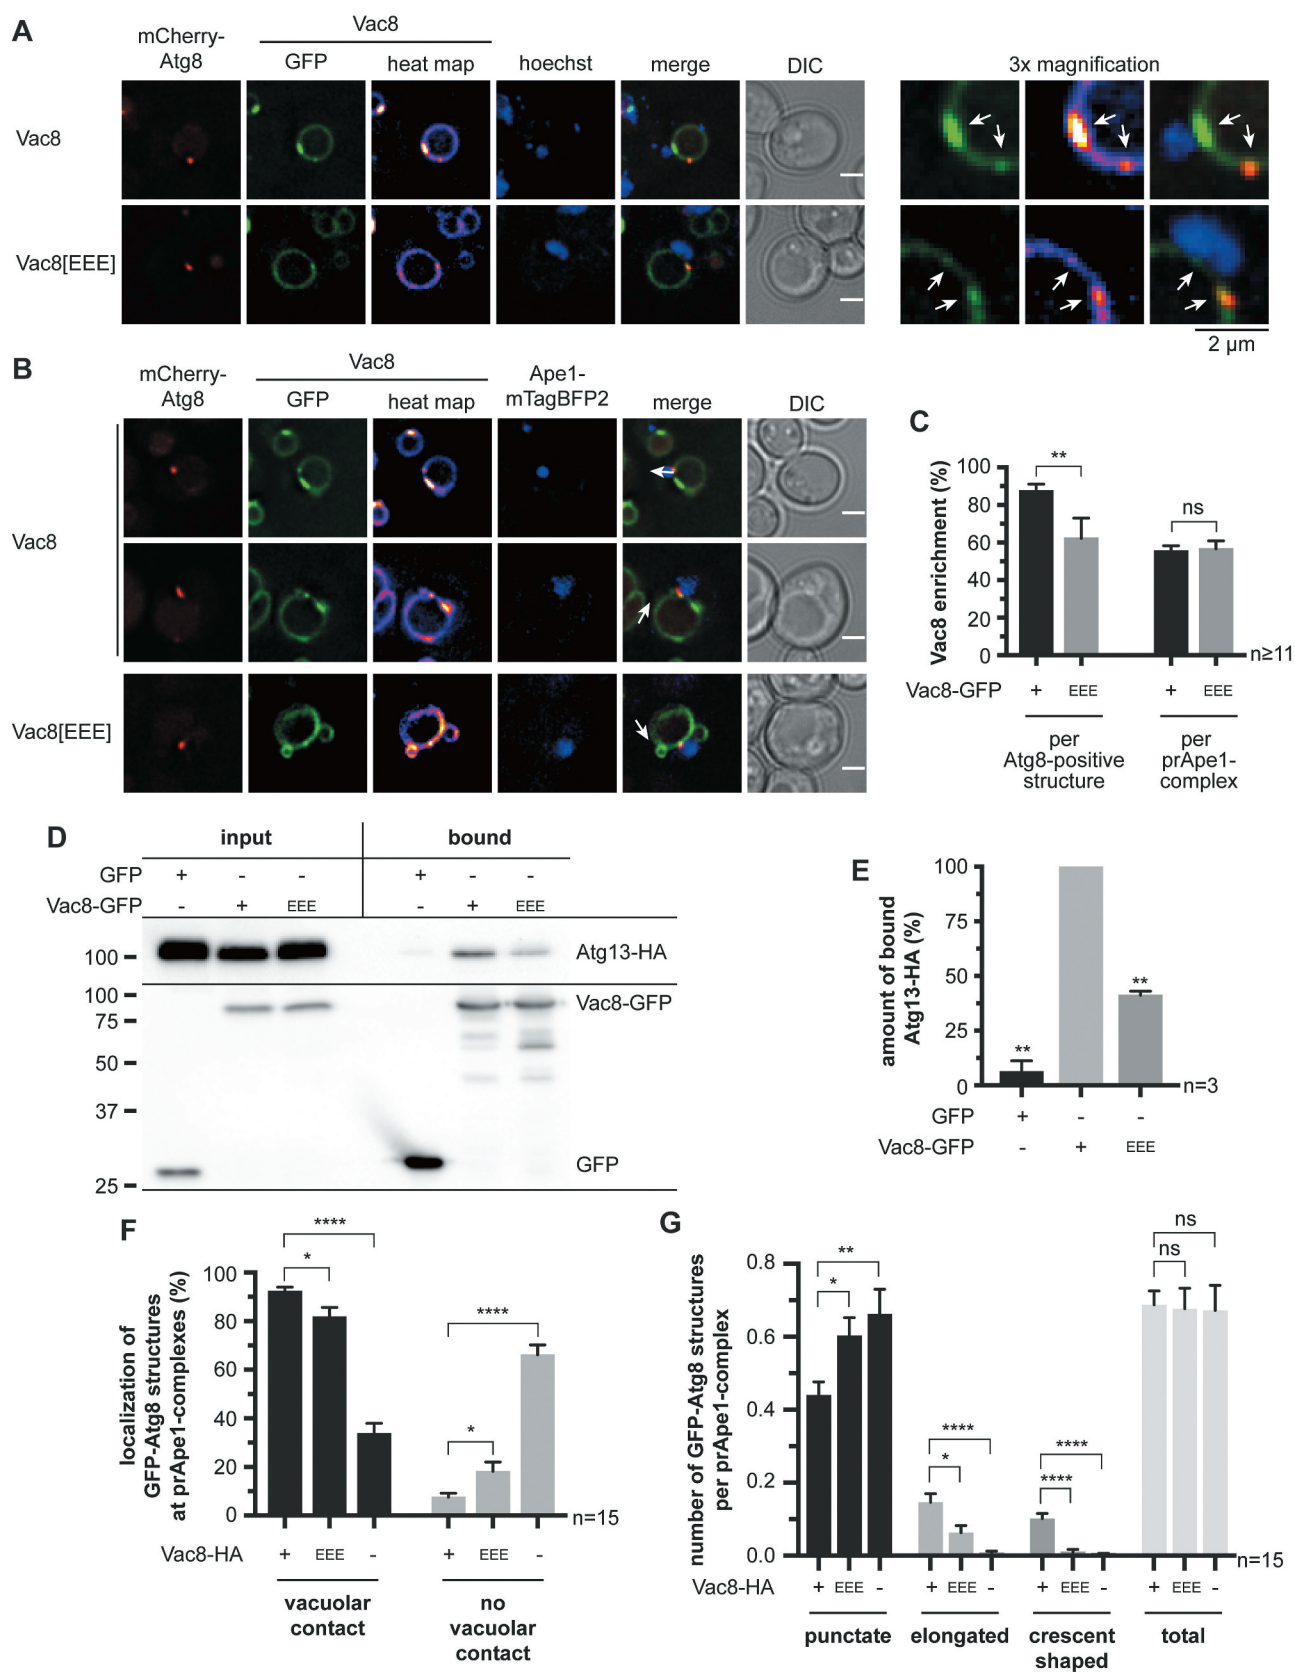 A
mCherry-
Atg8
Vac8
GFP
heat map
hoechst
merge
DIC
3x magnification
Vac8
Vac8[EEE]
2 µm
B
mCherry-
Atg8
Vac8
GFP
heat map
Ape1-
mTagBFP2
merge
DIC
Vac8
Vac8[EEE]
C
Vac8 enrichment (%)
100
80
60
40
20
0
**
ns
n≥11
Vac8-GFP + EEE + EEE
per
Atg8-positive
structure
per
prApe1-
complex
D
input bound
GFP + - - + - -
Vac8-GFP - + EEE - + EEE
100
Atg13-HA
100
75
50
37
25
Vac8-GFP
GFP
E
amount of bound
Atg13-HA (%)
100
75
50
25
0
**
**
n=3
GFP + - -
Vac8-GFP - + EEE
F
localization of
GFP-Atg8 structures
at prApe1-complexes (%)
100
80
60
40
20
0
****
*
****
*
n=15
Vac8-HA + EEE - + EEE -
vacuolar
contact
no
vacuolar
contact
G
number of GFP-Atg8 structures
per prApe1-complex
0.8
0.6
0.4
0.2
0.0
**
*
****
*
****
****
ns
ns
n=15
Vac8-HA + EEE - + EEE - + EEE - + EEE -
punctate
elongated
crescent
shaped
total